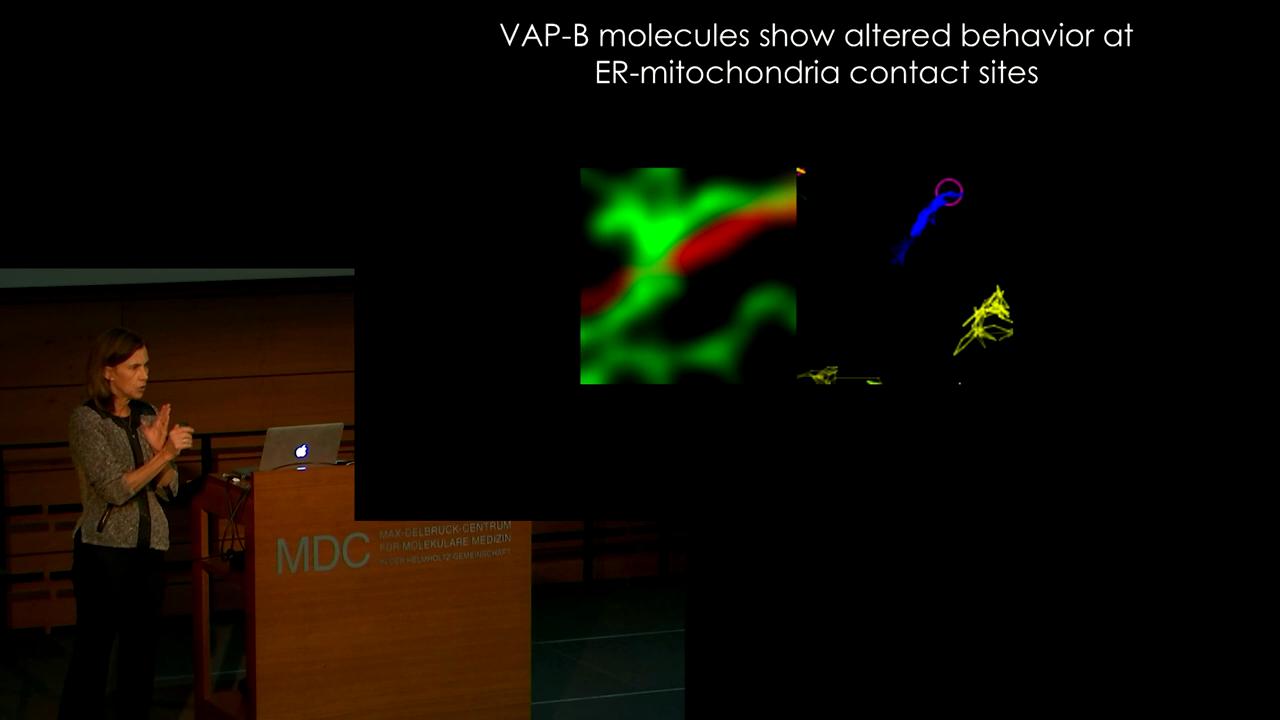 VAP-B molecules show altered behavior at
ER-mitochondria contact sites
MDC
MAX-DELBRÜCK-CENTRUM
FÜR MOLEKULARE MEDIZIN
IN DER HELMHOLTZ-GEMEINSCHAFT